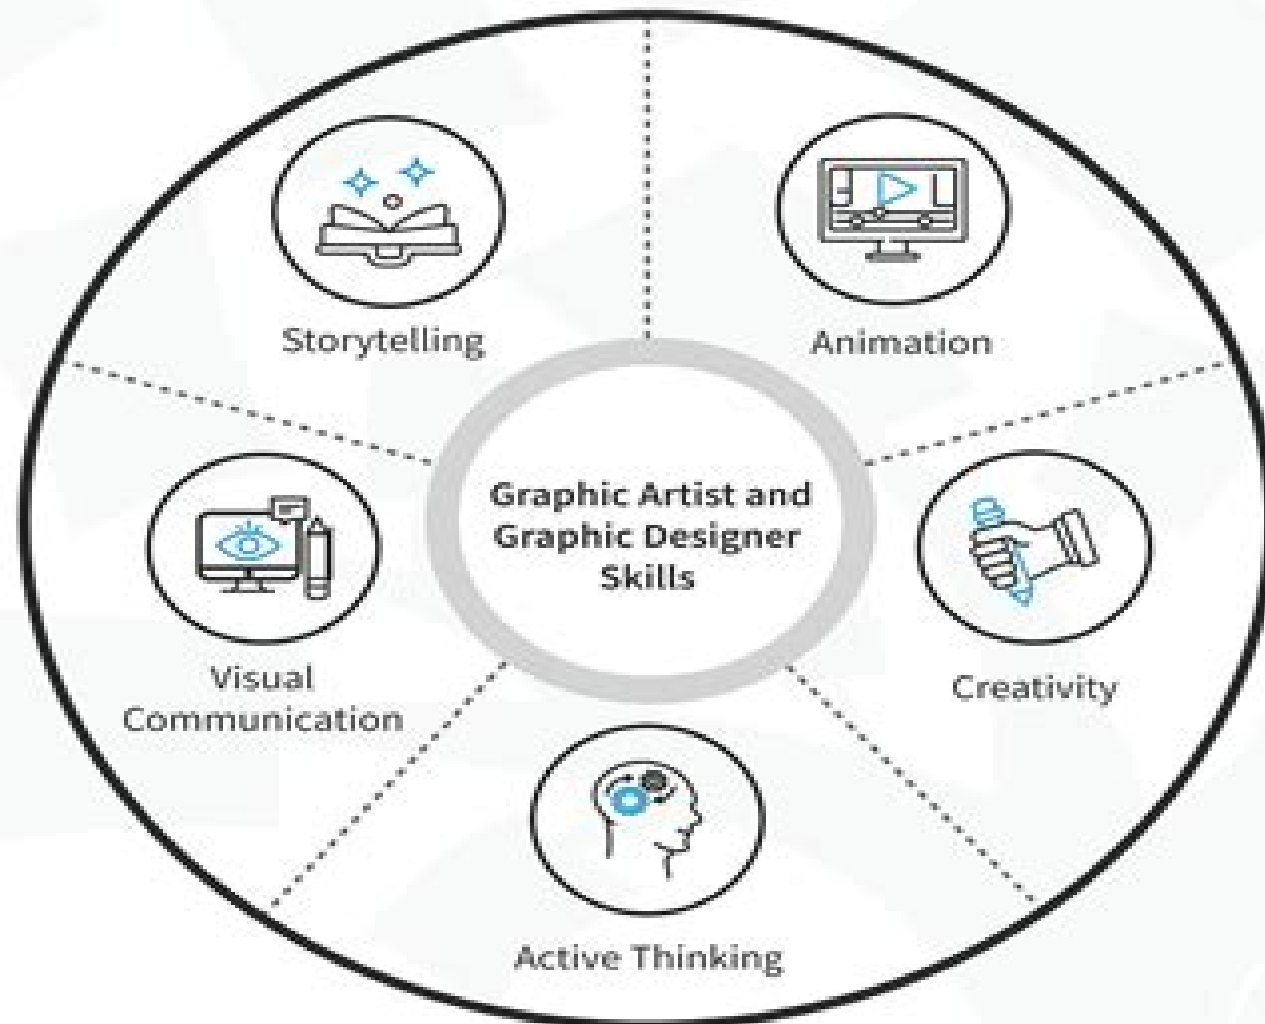 Storytelling
Animation
Graphic Artist and
Graphic Designer
Skills
Visual
Communication
Creativity
Active Thinking